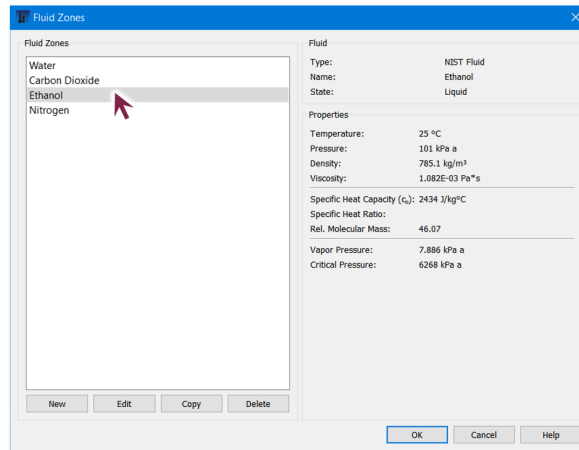 Fluid Zones
Fluid Zones
Water
Carbon Dioxide
Ethanol
Nitrogen
New Edit Copy Delete
Fluid
Type: NIST Fluid
Name: Ethanol
State: Liquid
Properties
Temperature: 25 °C
Pressure: 101 kPa a
Density: 785.1 kg/m³
Viscosity: 1.082E-03 Pa*s
Specific Heat Capacity (cₚ): 2434 J/kg°C
Specific Heat Ratio:
Rel. Molecular Mass: 46.07
Vapor Pressure: 7.886 kPa a
Critical Pressure: 6268 kPa a
OK Cancel Help